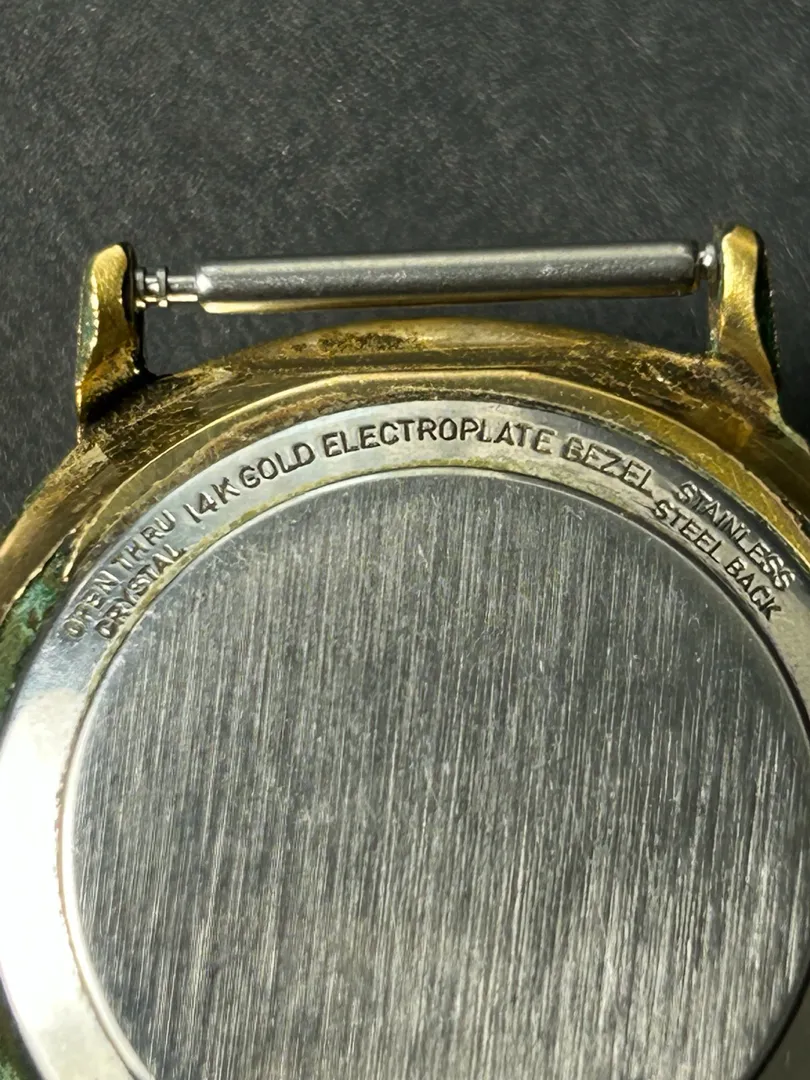 OPEN THRU
CRYSTAL
14K GOLD ELECTROPLATE BEZEL
STAINLESS
STEEL BACK